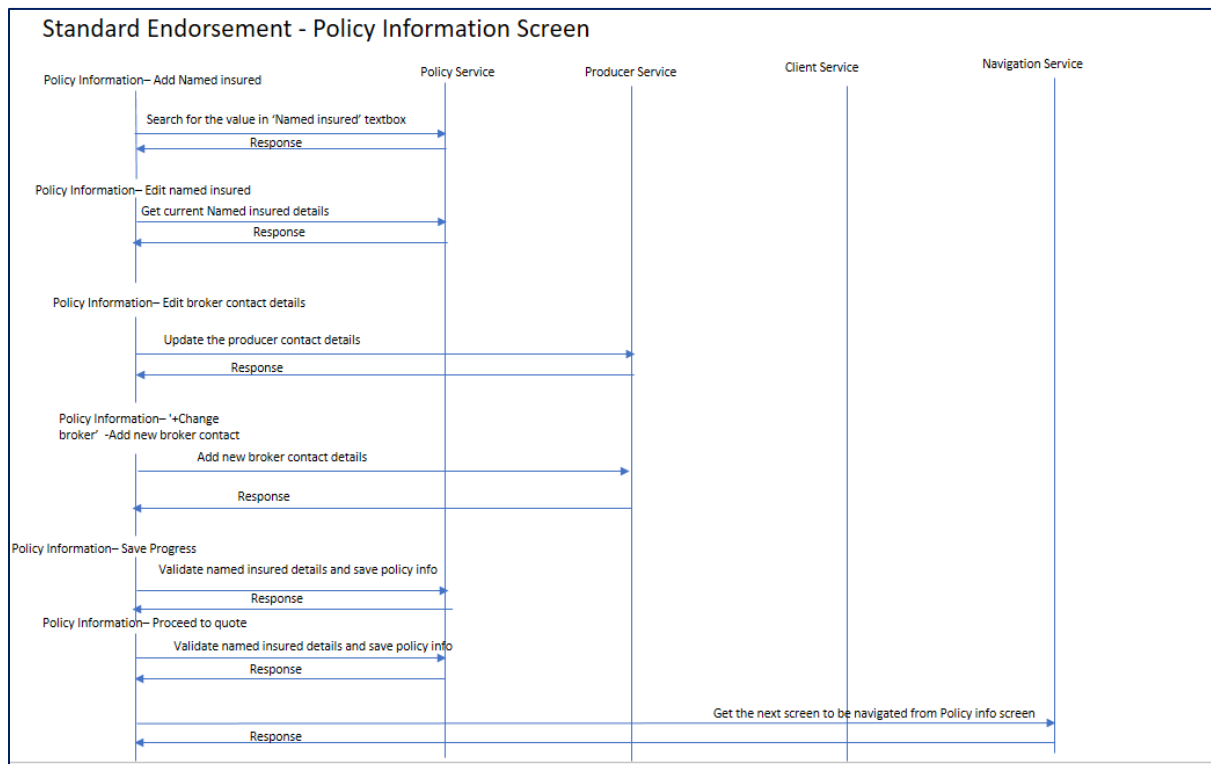 Standard Endorsement - Policy Information Screen
Policy Information– Add Named insured
Policy Service
Producer Service
Client Service
Navigation Service
Search for the value in ‘Named insured’ textbox
Response
Policy Information– Edit named insured
Get current Named insured details
Response
Policy Information– Edit broker contact details
Update the producer contact details
Response
Policy Information– '+Change
broker’ -Add new broker contact
Add new broker contact details
Response
Policy Information– Save Progress
Validate named insured details and save policy info
Response
Policy Information– Proceed to quote
Validate named insured details and save policy info
Response
Get the next screen to be navigated from Policy info screen
Response